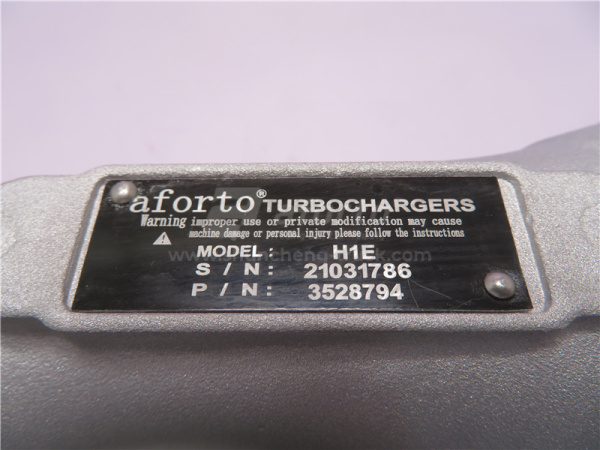 aforto® TURBOCHARGERS
Warning improper use or private modification may cause
machine damage or personal injury please follow the instructions
MODEL: H1E
S / N: 21031786
P / N: 3528794